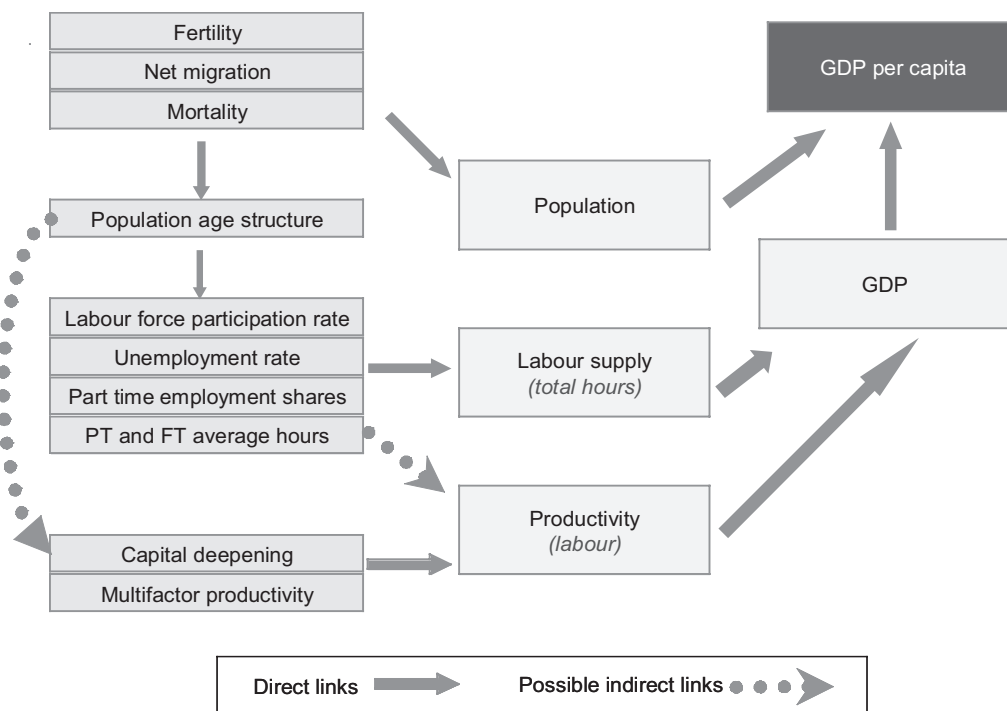 Fertility
Net migration
Mortality
GDP per capita
Population
Population age structure
GDP
Labour force participation rate
Unemployment rate
Part time employment shares
PT and FT average hours
Labour supply
(total hours)
Productivity
(labour)
Capital deepening
Multifactor productivity
Direct links
Possible indirect links